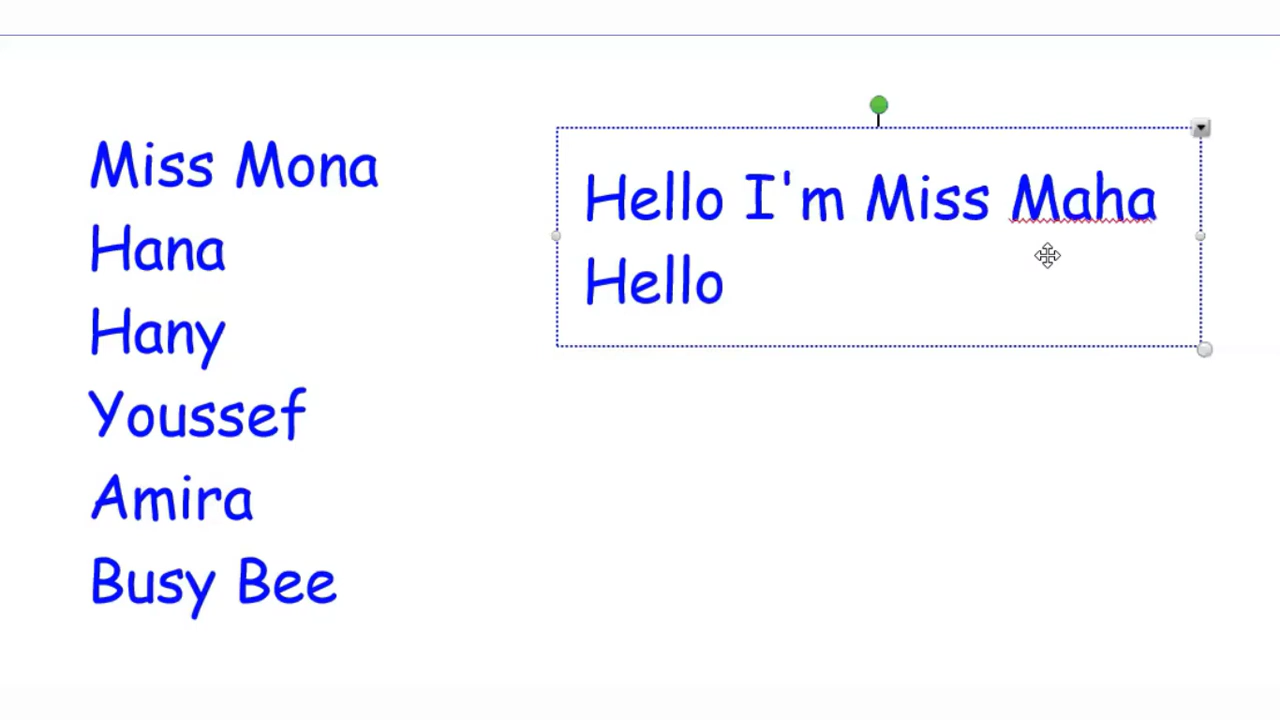 Miss Mona
Hana
Hany
Youssef
Amira
Busy Bee
Hello I'm Miss Maha
Hello